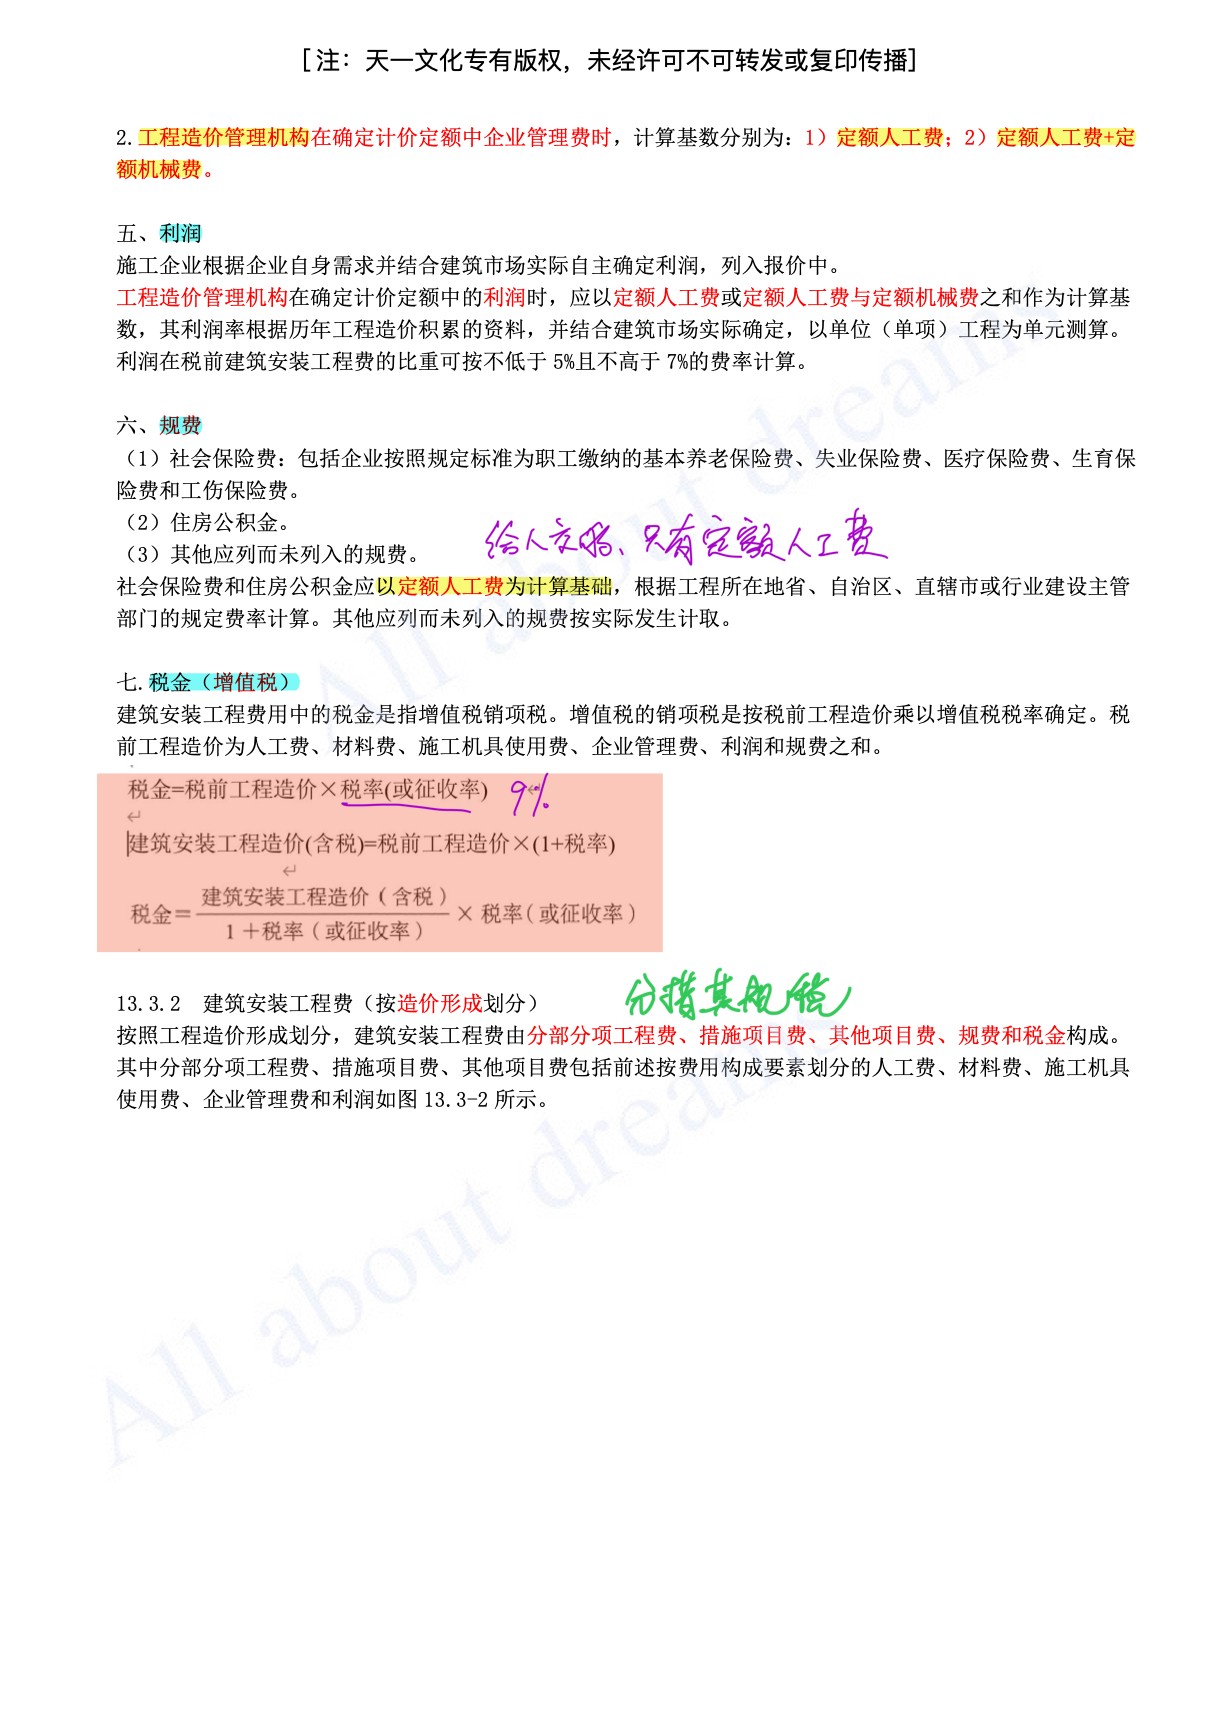 [注：天一文化专有版权，未经许可不可转发或复印传播]
2.工程造价管理机构在确定计价定额中企业管理费时，计算基数分别为：1）定额人工费；2）定额人工费+定
额机械费。
五、利润
施工企业根据企业自身需求并结合建筑市场实际自主确定利润，列入报价中。
工程造价管理机构在确定计价定额中的利润时，应以定额人工费或定额人工费与定额机械费之和作为计算基
数，其利润率根据历年工程造价积累的资料，并结合建筑市场实际确定，以单位（单项）工程为单元测算。
利润在税前建筑安装工程费的比重可按不低于 5%且不高于 7%的费率计算。
六、规费
（1）社会保险费：包括企业按照规定标准为职工缴纳的基本养老保险费、失业保险费、医疗保险费、生育保
险费和工伤保险费。
（2）住房公积金。
（3）其他应列而未列入的规费。
给人交的、只有定额人工费
社会保险费和住房公积金应以定额人工费为计算基础，根据工程所在地省、自治区、直辖市或行业建设主管
部门的规定费率计算。其他应列而未列入的规费按实际发生计取。
七.税金（增值税）
建筑安装工程费用中的税金是指增值税销项税。增值税的销项税是按税前工程造价乘以增值税税率确定。税
前工程造价为人工费、材料费、施工机具使用费、企业管理费、利润和规费之和。
税金=税前工程造价×税率(或征收率) 9%
建筑安装工程造价(含税)=税前工程造价×(1+税率)
建筑安装工程造价（含税）
税金= × 税率（或征收率）
1＋税率（或征收率）
分措其规税
13.3.2 建筑安装工程费（按造价形成划分）
按照工程造价形成划分，建筑安装工程费由分部分项工程费、措施项目费、其他项目费、规费和税金构成。
其中分部分项工程费、措施项目费、其他项目费包括前述按费用构成要素划分的人工费、材料费、施工机具
使用费、企业管理费和利润如图 13.3-2 所示。
All about dreams
All about dreams